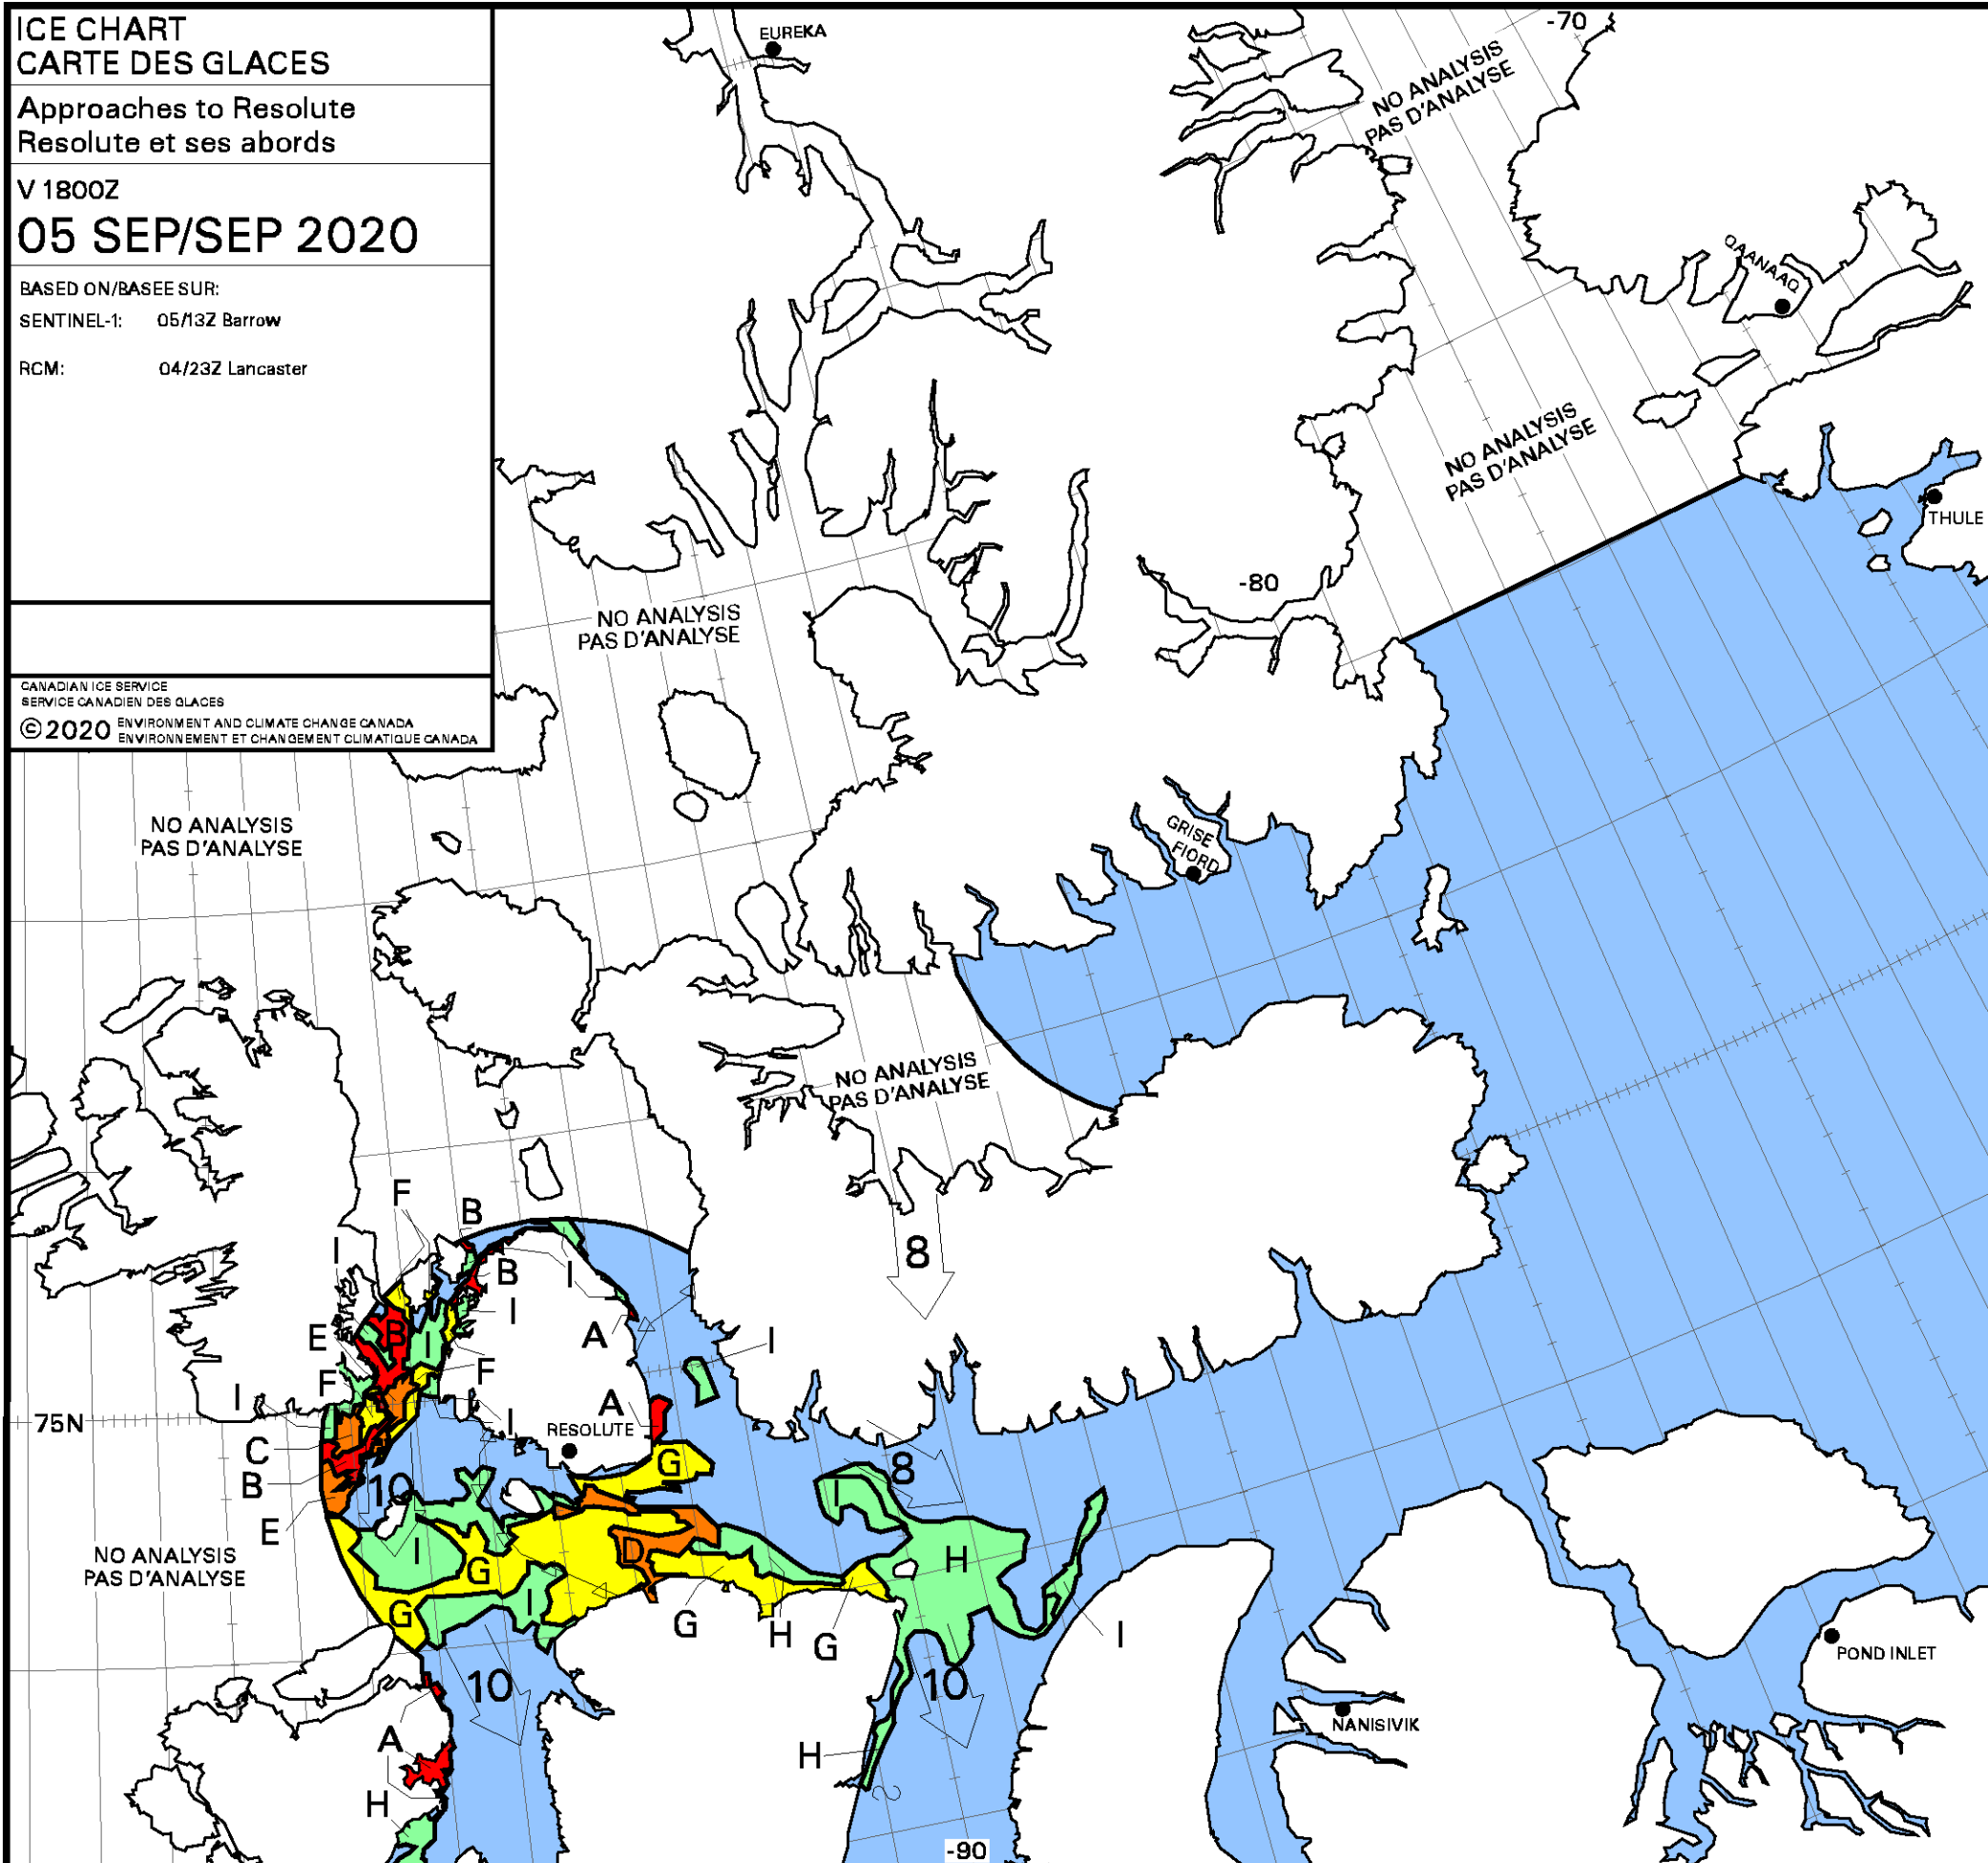 ICE CHART
CARTE DES GLACES
Approaches to Resolute
Resolute et ses abords
V 1800Z
05 SEP/SEP 2020
BASED ON/BASEE SUR:
SENTINEL-1: 05/13Z Barrow
RCM: 04/23Z Lancaster
CANADIAN ICE SERVICE
SERVICE CANADIEN DES GLACES
© 2020 ENVIRONMENT AND CLIMATE CHANGE CANADA
ENVIRONNEMENT ET CHANGEMENT CLIMATIQUE CANADA
EUREKA
-70
NO ANALYSIS
PAS D'ANALYSE
QAANAAQ
NO ANALYSIS
PAS D'ANALYSE
THULE
-80
NO ANALYSIS
PAS D'ANALYSE
NO ANALYSIS
PAS D'ANALYSE
GRISE
FIORD
NO ANALYSIS
PAS D'ANALYSE
F
B
I
8
B
I
I
E
B
I
A
I
F
F
I
A
I
75N
RESOLUTE
C
G
B
10
8
I
E
NO ANALYSIS
PAS D'ANALYSE
I
G
D
H
G
I
G
H
G
I
POND INLET
10
10
NANISIVIK
A
H
H
-90